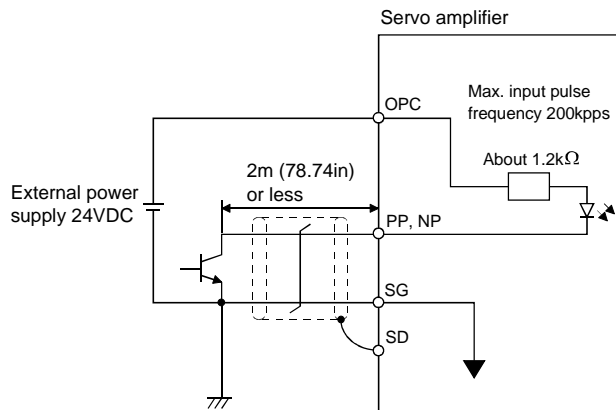 Servo amplifier
OPC
Max. input pulse
frequency 200kpps
2m (78.74in)
or less
About 1.2kΩ
External power
supply 24VDC
PP, NP
SG
SD